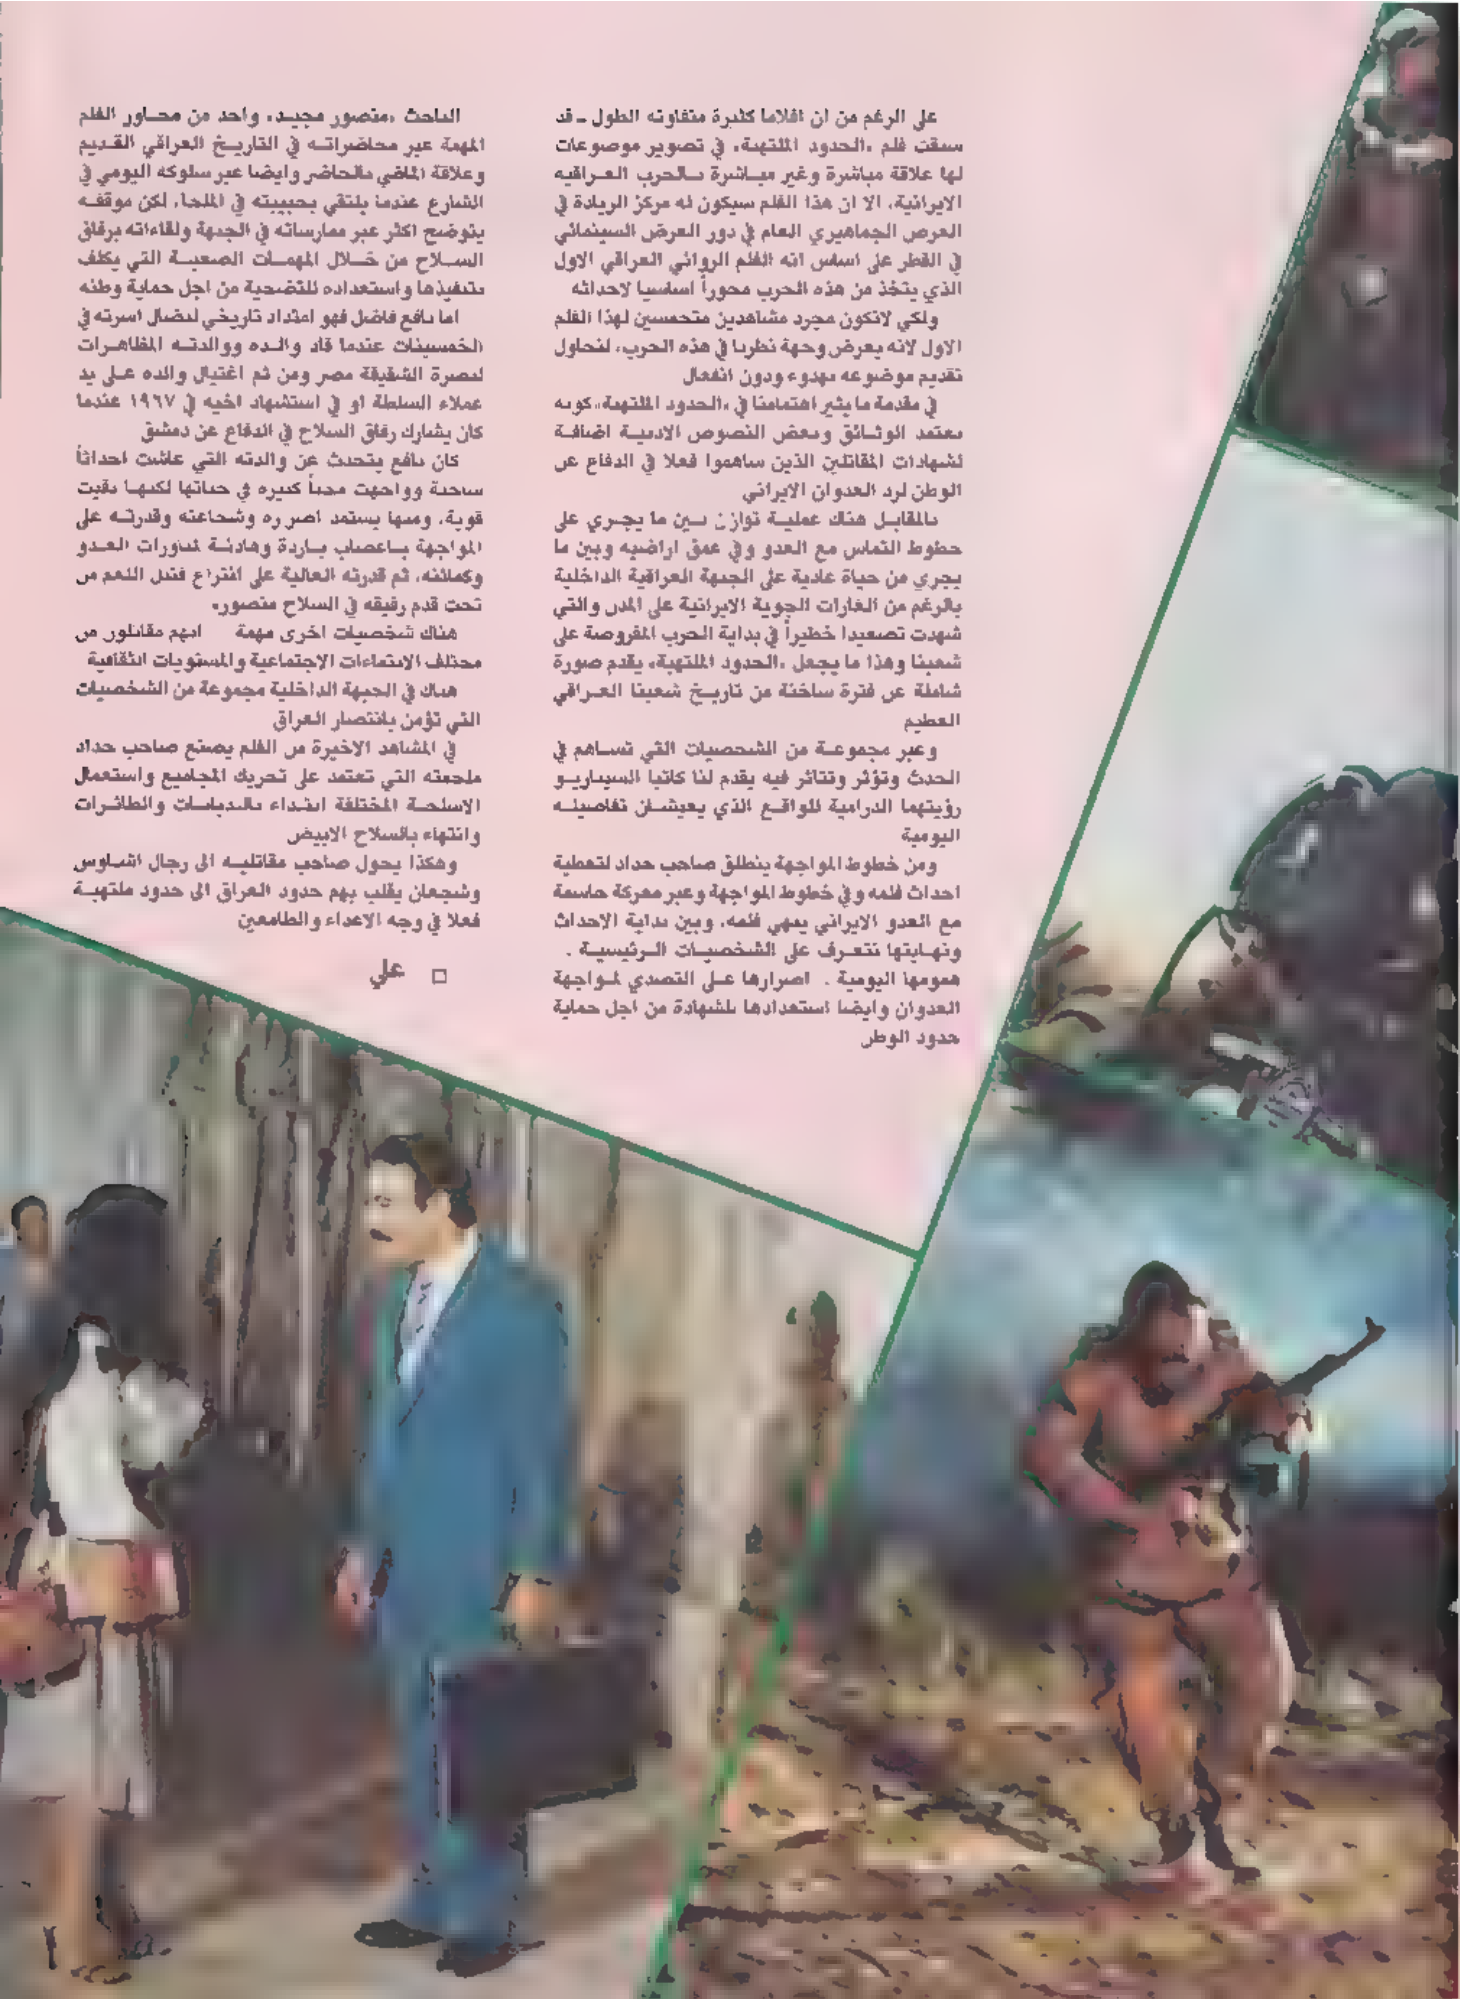 على الرغم من ان افلاما كثيرة متفاوته الطول ـ قد
سبقت فلم «الحدود الملتهبة» في تصوير موضوعات
لها علاقة مباشرة وغير مباشرة بالحرب العراقيه
الايرانية، الا ان هذا الفلم سيكون له مركز الريادة في
العرض الجماهيري العام في دور العرض السينمائي
في القطر على اساس انه الفلم الروائي العراقي الاول
الذي يتخذ من هذه الحرب محوراً اساسيا لاحداثه
ولكي لانكون مجرد مشاهدين متحمسين لهذا الفلم
الاول لانه يعرض وجهة نظرنا في هذه الحرب، لنحاول
تقديم موضوعه بهدوء ودون انفعال
في مقدمة ما يثير اهتمامنا في «الحدود الملتهبة» كونه
يعتمد الوثائق وبعض النصوص الادبية اضافة
لشهادات المقاتلين الذين ساهموا فعلا في الدفاع عن
الوطن لرد العدوان الايراني
بالمقابل هناك عملية توازن بين ما يجري على
خطوط التماس مع العدو وفي عمق اراضيه وبين ما
يجري من حياة عادية على الجبهة العراقية الداخلية
بالرغم من الغارات الجوية الايرانية على المدن والتي
شهدت تصعيدا خطيراً في بداية الحرب المفروضة على
شعبنا وهذا ما يجعل «الحدود الملتهبة» يقدم صورة
شاملة عن فترة ساخنة من تاريخ شعبنا العراقي
العظيم
وعبر مجموعة من الشخصيات التي تساهم في
الحدث وتؤثر وتتاثر فيه يقدم لنا كاتبا السيناريو
رؤيتهما الدرامية للواقع الذي يعيشان تفاصيله
اليومية
ومن خطوط المواجهة ينطلق صاحب حداد لتغطية
احداث فلمه وفي خطوط المواجهة وعبر معركة حاسمة
مع العدو الايراني ينهي فلمه، وبين بداية الاحداث
ونهايتها نتعرف على الشخصيات الرئيسية .
همومها اليومية . اصرارها على التصدي لمواجهة
العدوان وايضا استعدادها للشهادة من اجل حماية
حدود الوطن
الباحث «منصور مجيد» واحد من محاور الفلم
المهمة عبر محاضراته في التاريخ العراقي القديم
وعلاقة الماضي بالحاضر وايضا عبر سلوكه اليومي في
الشارع عندما يلتقي بحبيبته في الملجأ، لكن موقفه
يتوضح اكثر عبر ممارساته في الجبهة ولقاءاته برفاق
السلاح من خلال المهمات الصعبة التي يكلف
بتنفيذها واستعداده للتضحية من اجل حماية وطنه
اما نافع فاضل فهو امتداد تاريخي لنضال اسرته في
الخمسينات عندما قاد والده ووالدته المظاهرات
لنصرة الشقيقة مصر ومن ثم اغتيال والده على يد
عملاء السلطة او في استشهاد اخيه في ١٩٦٧ عندما
كان يشارك رفاق السلاح في الدفاع عن دمشق
كان نافع يتحدث عن والدته التي عاشت احداثاً
ساخنة وواجهت محناً كبيره في حياتها لكنها بقيت
قوية، ومنها يستمد اصراره وشجاعته وقدرته على
المواجهة باعصاب باردة وهادئة لمناورات العدو
وكمائنه، ثم قدرته العالية على انتزاع فتيل اللغم من
تحت قدم رفيقه في السلاح منصور»
هناك شخصيات اخرى مهمة انهم مقاتلون من
مختلف الانتماءات الاجتماعية والمستويات الثقافية
هناك في الجبهة الداخلية مجموعة من الشخصيات
التي تؤمن بانتصار العراق
في المشاهد الاخيرة من الفلم يصنع صاحب حداد
ملحمته التي تعتمد على تحريك المجاميع واستعمال
الاسلحة المختلفة ابتداء بالدبابات والطائرات
وانتهاء بالسلاح الابيض
وهكذا يحول صاحب مقاتليه الى رجال اشاوس
وشجعان يقلب بهم حدود العراق الى حدود ملتهبة
فعلا في وجه الاعداء والطامعين
□ علي